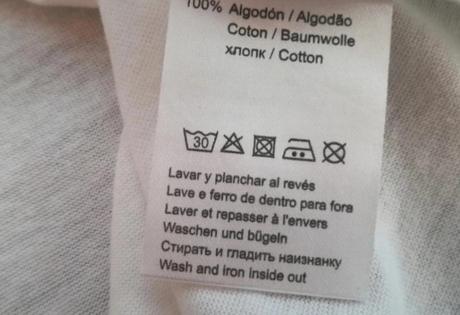 100% Algodón / Algodão
Coton / Baumwolle
хлопк / Cotton
30
Lavar y planchar al revés
Lave e ferro de dentro para fora
Laver et repasser à l'envers
Waschen und bügeln
Стирать и гладить наизнанку
Wash and iron inside out